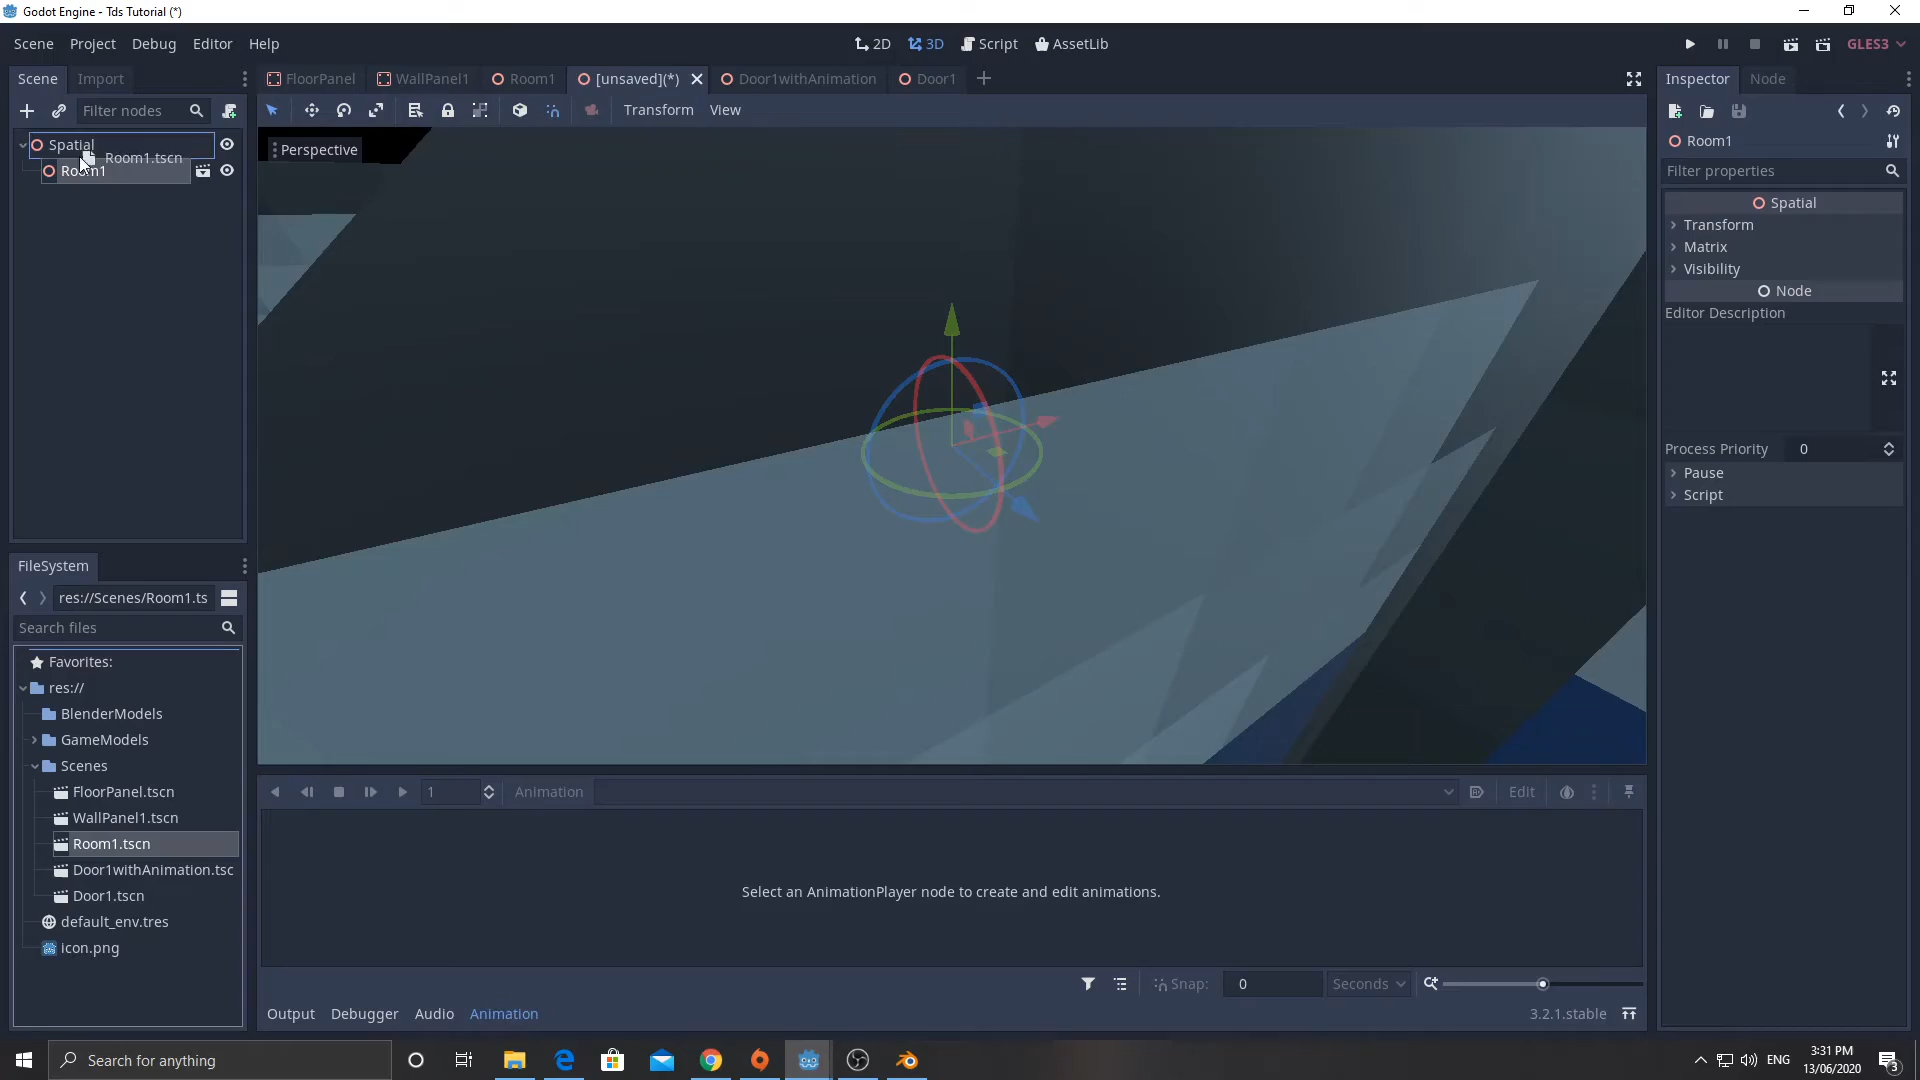 Godot Engine - Tds Tutorial (*)
Scene Project Debug Editor Help
2D 3D Script AssetLib
GLES3
Scene Import
FloorPanel WallPanel1 Room1 [unsaved](*) Door1withAnimation Door1
Inspector Node
Filter nodes
Transform View
Spatial
Room1.tscn
Room1
Perspective
Room1
Filter properties
Spatial
Transform
Matrix
Visibility
Node
Editor Description
Process Priority 0
Pause
Script
FileSystem
res://Scenes/Room1.ts
Search files
Favorites:
res://
BlenderModels
GameModels
Scenes
FloorPanel.tscn
WallPanel1.tscn
Room1.tscn
Door1withAnimation.tsc
Door1.tscn
default_env.tres
icon.png
1 Animation Edit
Select an AnimationPlayer node to create and edit animations.
Snap: 0 Seconds
Output Debugger Audio Animation
3.2.1.stable
Search for anything
ENG
3:31 PM
13/06/2020
3